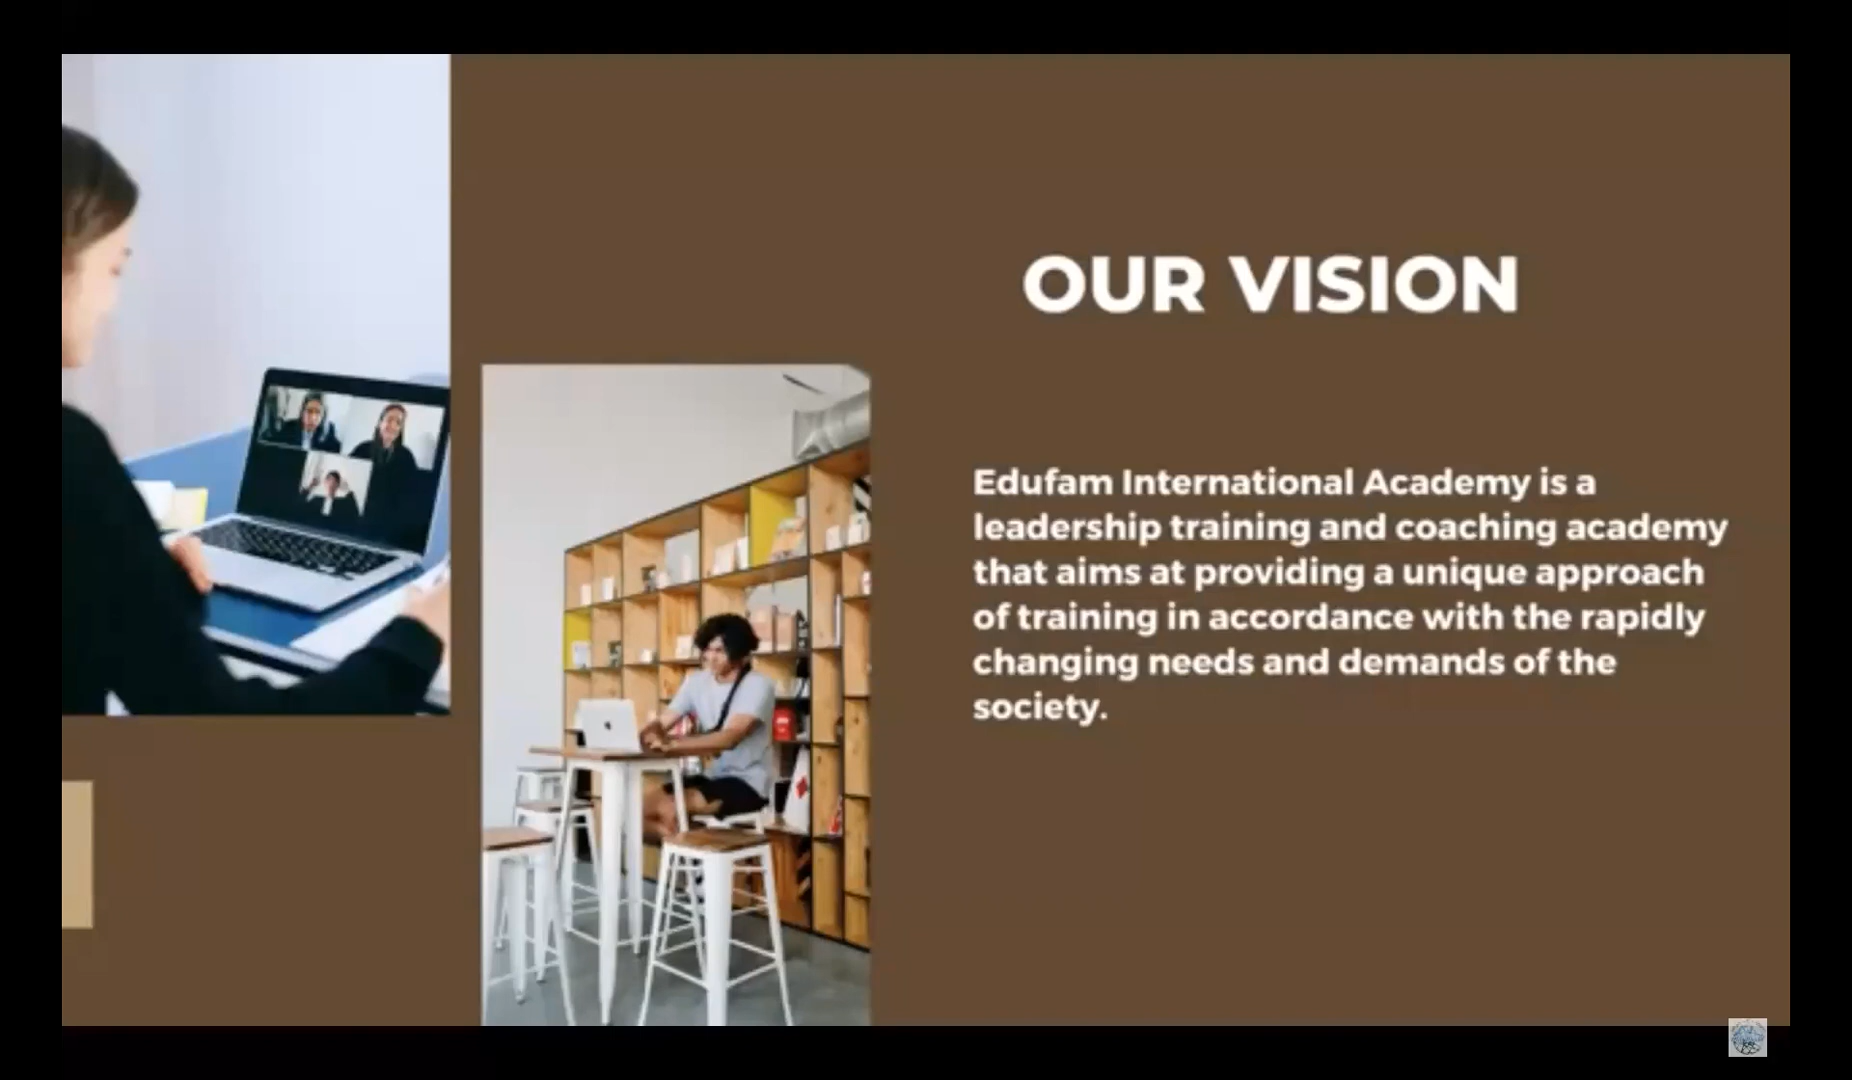 OUR VISION
Edufam International Academy is a
leadership training and coaching academy
that aims at providing a unique approach
of training in accordance with the rapidly
changing needs and demands of the
society.